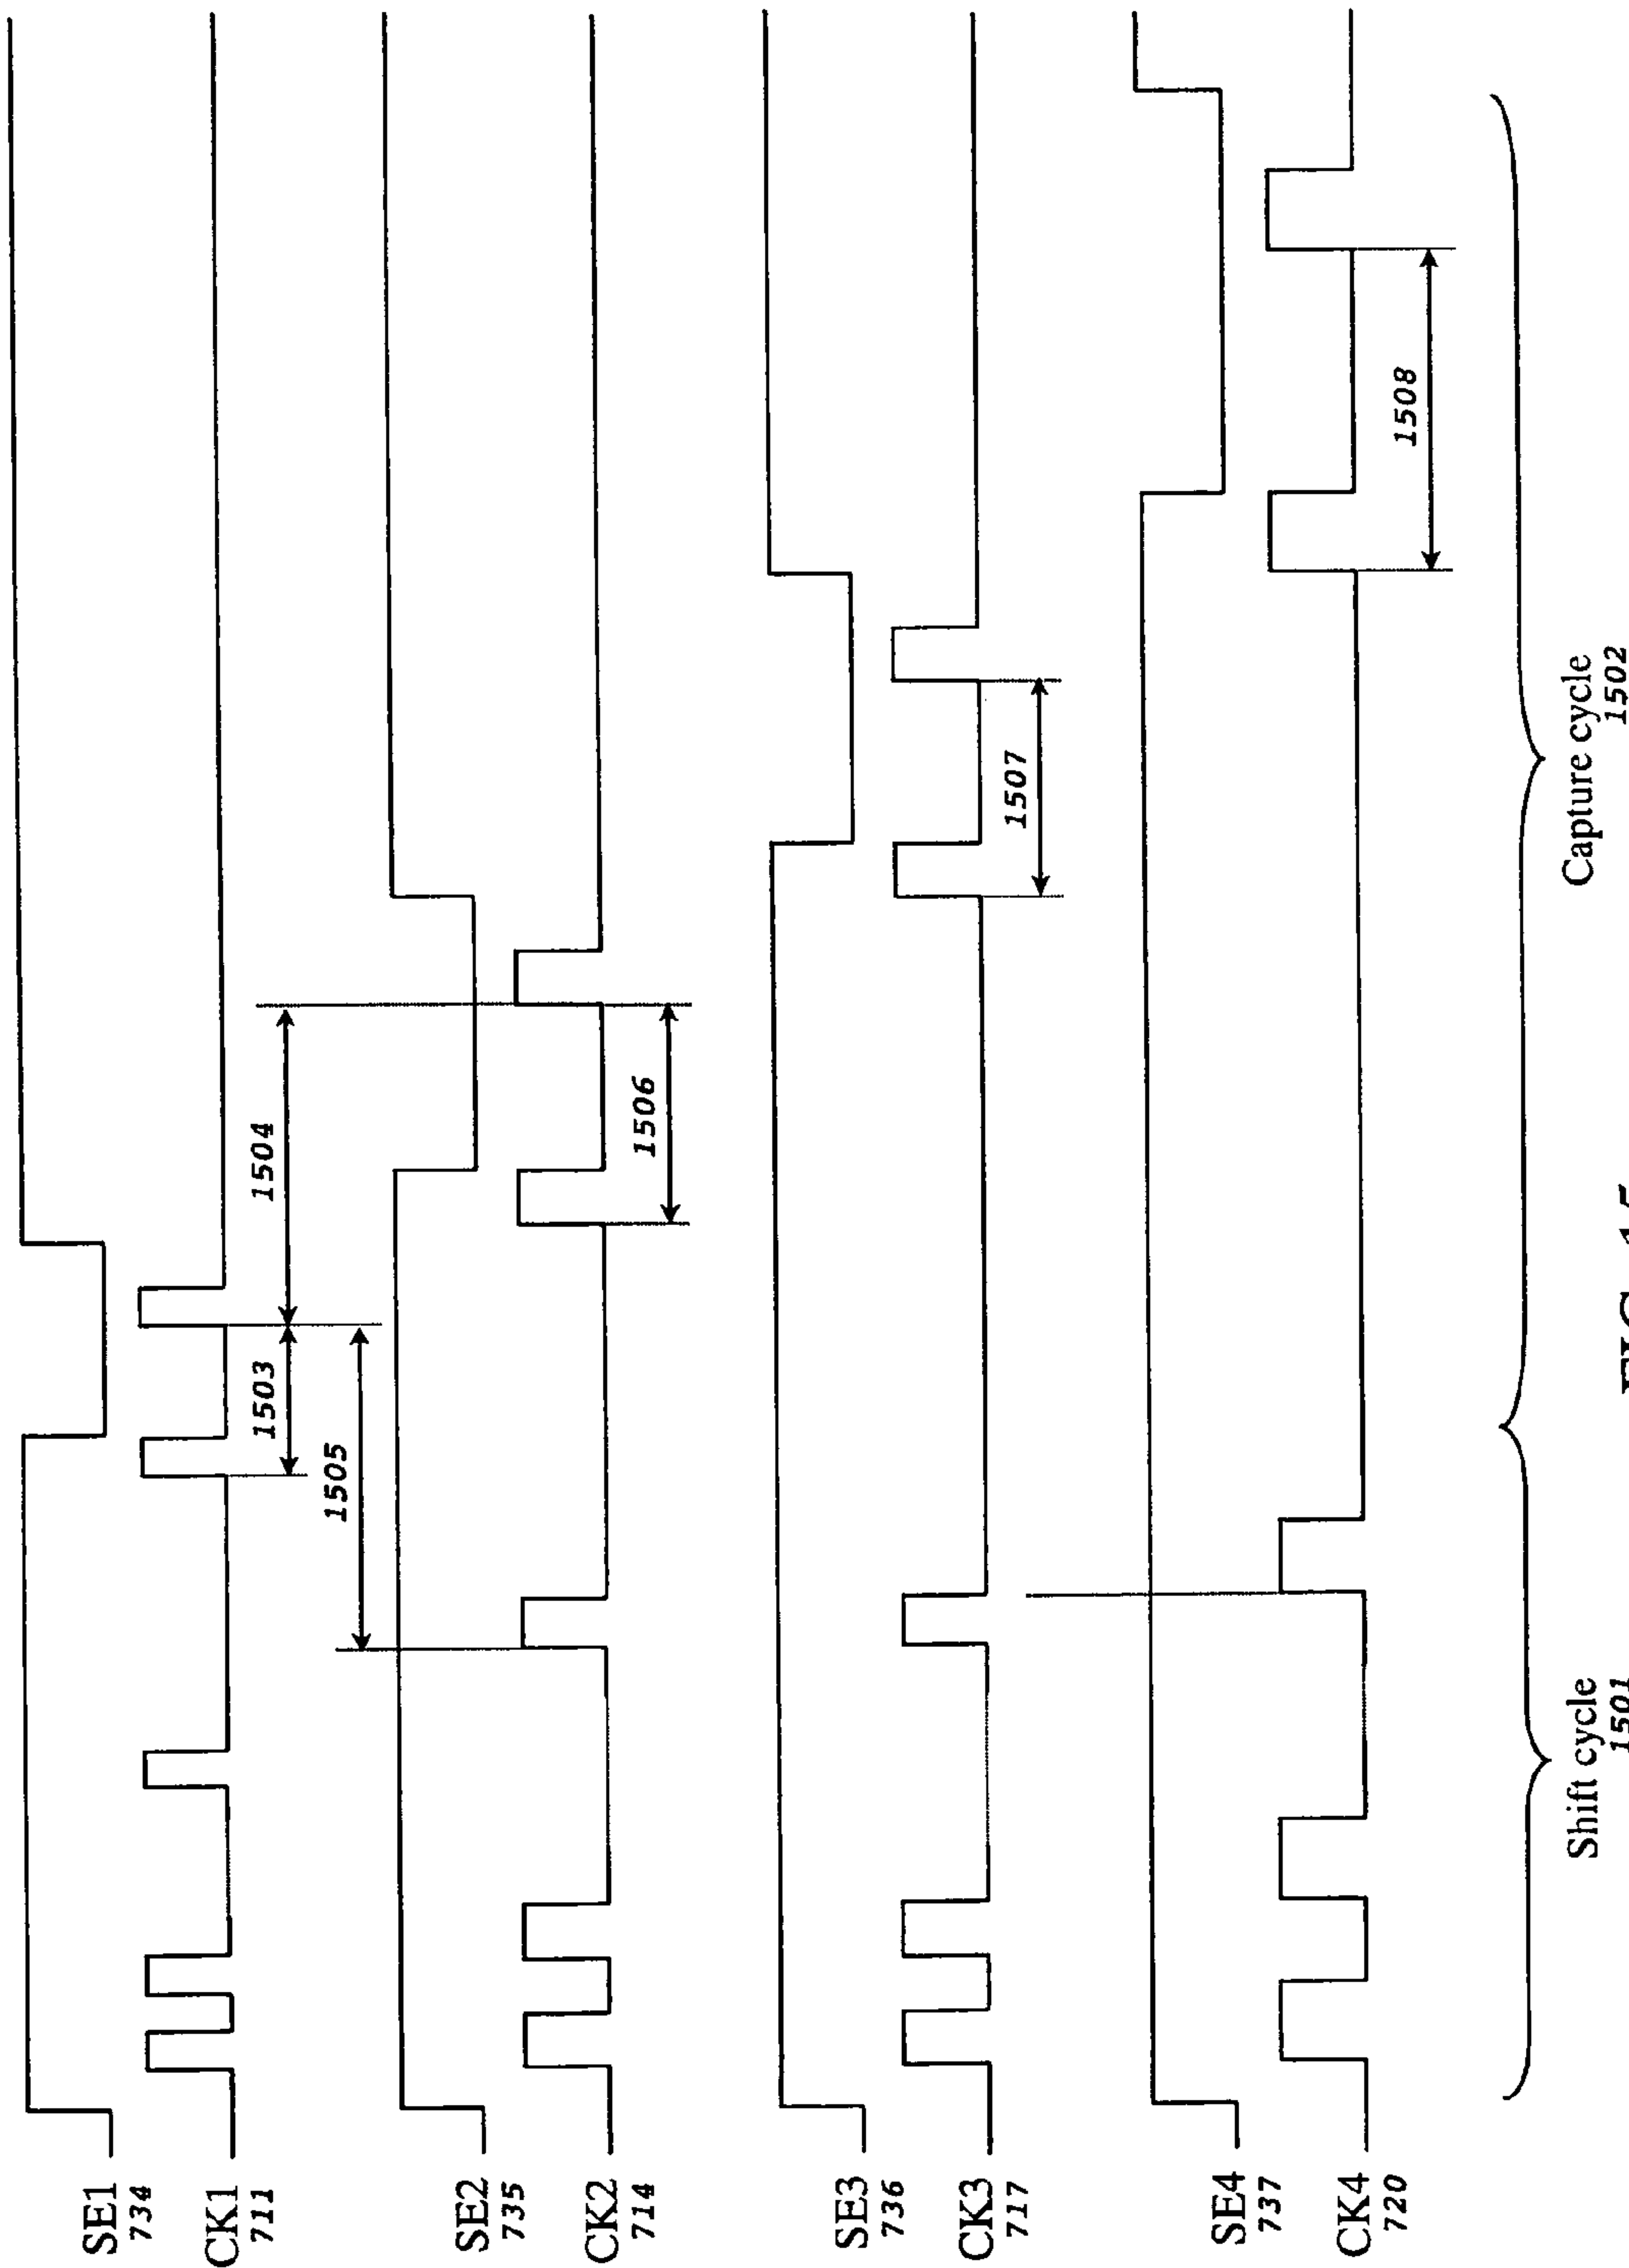 SE1
734
CK1
711
1503
1504
1505
SE2
735
CK2
714
1506
SE3
736
CK3
717
1507
SE4
737
CK4
720
1508
Shift cycle
1501
Capture cycle
1502